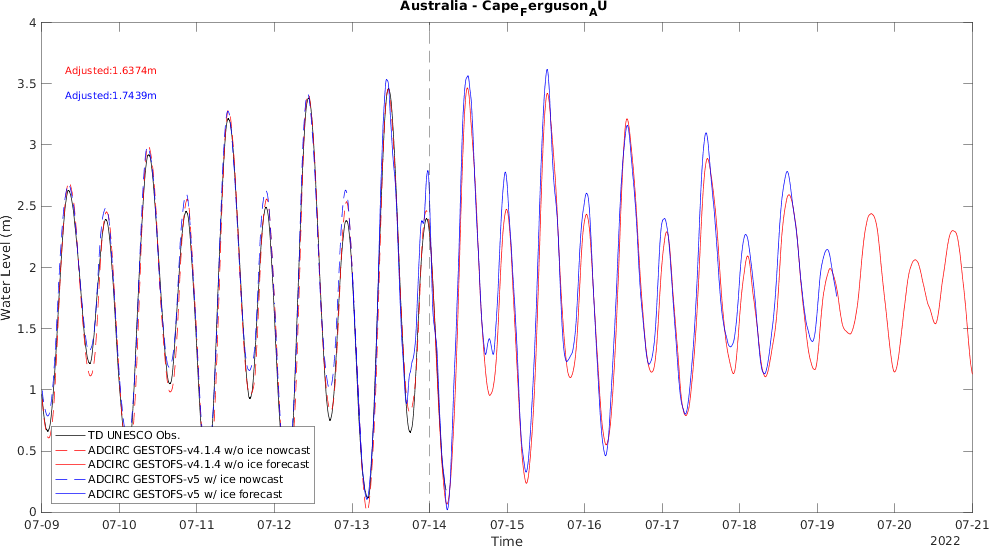 Australia - Cape_Ferguson_AU
Adjusted:1.6374m
Adjusted:1.7439m
Water Level (m)
4
3.5
3
2.5
2
1.5
1
0.5
0
TD UNESCO Obs.
ADCIRC GESTOFS-v4.1.4 w/o ice nowcast
ADCIRC GESTOFS-v4.1.4 w/o ice forecast
ADCIRC GESTOFS-v5 w/ ice nowcast
ADCIRC GESTOFS-v5 w/ ice forecast
07-09 07-10 07-11 07-12 07-13 07-14 07-15 07-16 07-17 07-18 07-19 07-20 07-21
Time
2022